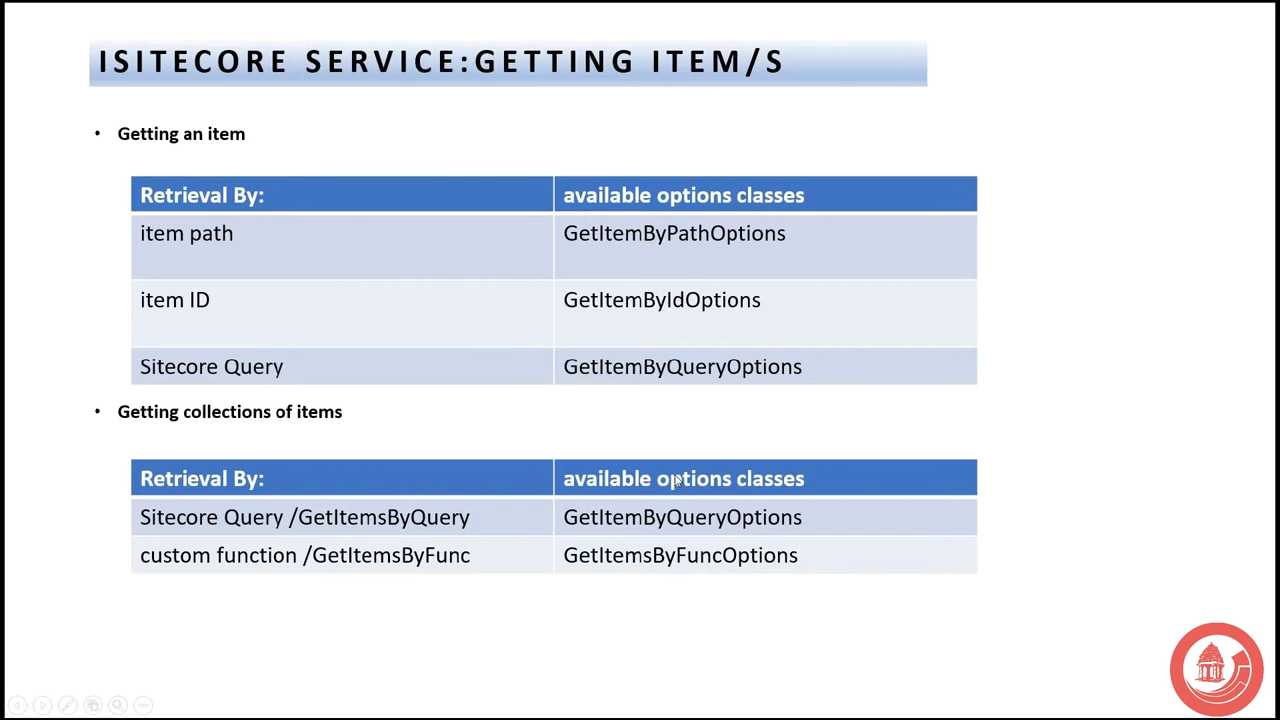 ISITECORE SERVICE:GETTING ITEM/S
• Getting an item
Retrieval By: available options classes
item path GetItemByPathOptions
item ID GetItemByIdOptions
Sitecore Query GetItemByQueryOptions
• Getting collections of items
Retrieval By: available options classes
Sitecore Query /GetItemsByQuery GetItemByQueryOptions
custom function /GetItemsByFunc GetItemsByFuncOptions